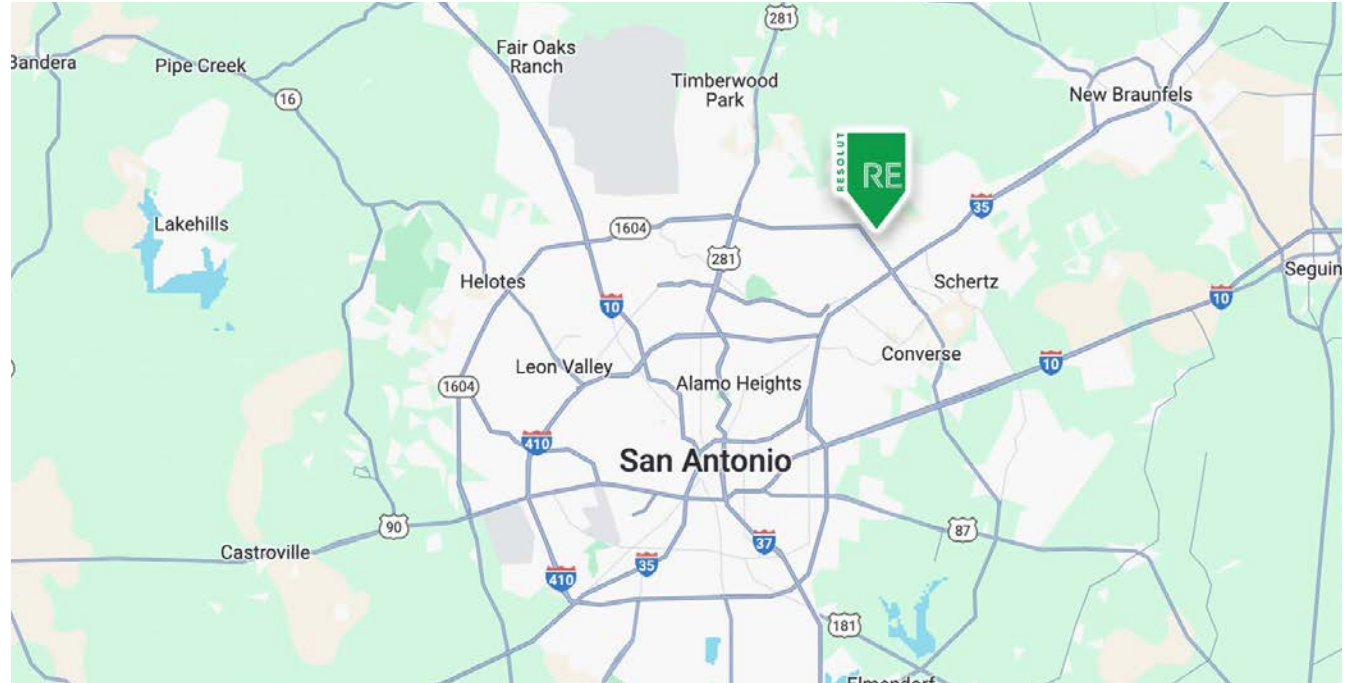 281
Fair Oaks
Ranch
Bandera
Pipe Creek
Timberwood
Park
16
New Braunfels
RESOLUT
RE
35
Lakehills
1604
281
Helotes
Schertz
Seguin
10
10
Leon Valley
Converse
10
1604
Alamo Heights
410
San Antonio
90
87
37
Castroville
35
410
181
Elmendorf